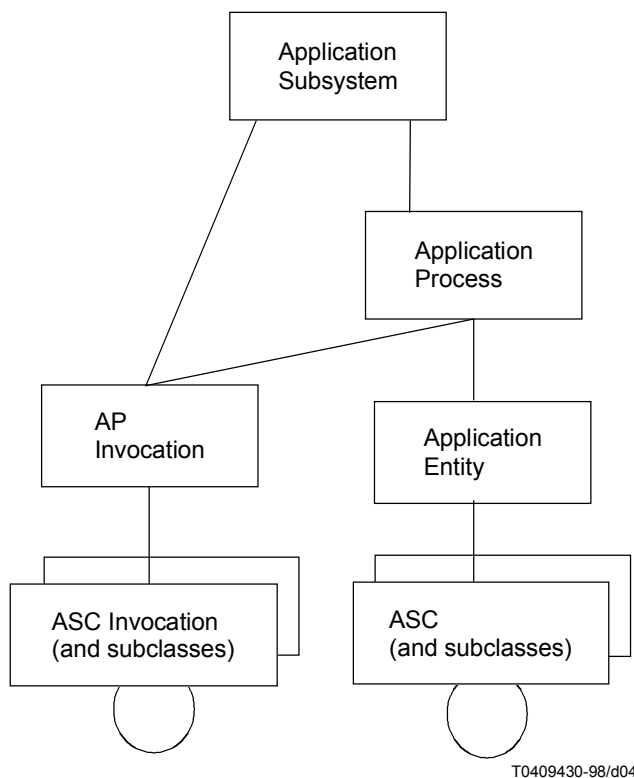 Application
Subsystem
Application
Process
AP
Invocation
Application
Entity
ASC Invocation
(and subclasses)
ASC
(and subclasses)
T0409430-98/d04